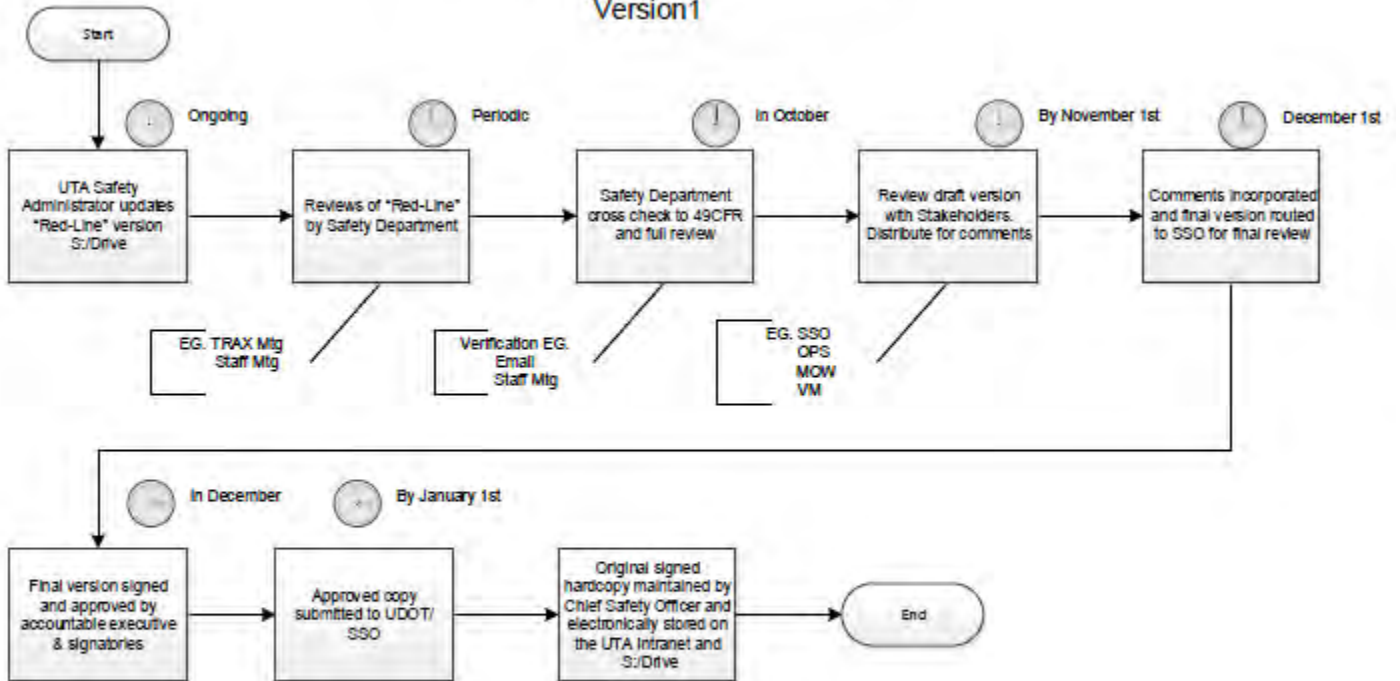 Version1
Start
Ongoing
Periodic
In October
By November 1st
December 1st
UTA Safety
Administrator updates
"Red-Line" version
S:/Drive
Reviews of "Red-Line"
by Safety Department
Safety Department
cross check to 49CFR
and full review
Review draft version
with Stakeholders.
Distribute for comments
Comments incorporated
and final version routed
to SSO for final review
EG. TRAX Mtg
Staff Mtg
Verification EG.
Email
Staff Mtg
EG. SSO
OPS
MOW
VM
In December
By January 1st
Final version signed
and approved by
accountable executive
& signatories
Approved copy
submitted to UDOT/
SSO
Original signed
hardcopy maintained by
Chief Safety Officer and
electronically stored on
the UTA Intranet and
S:/Drive
End